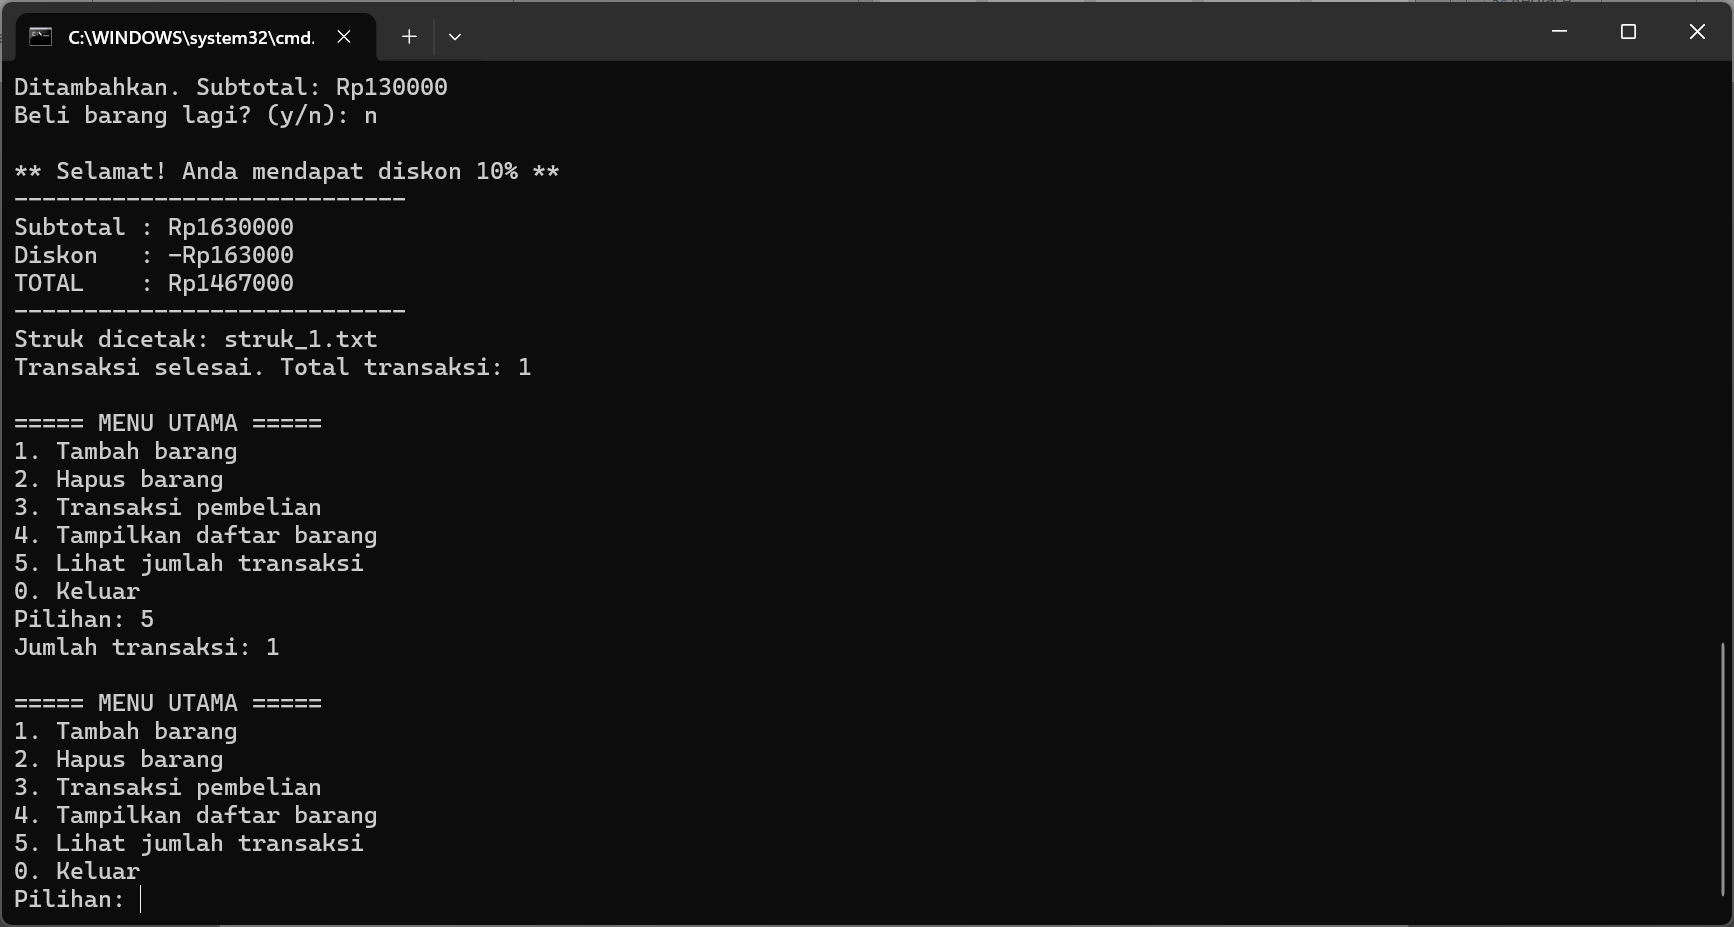 C:\WINDOWS\system32\cmd.
Ditambahkan. Subtotal: Rp130000
Beli barang lagi? (y/n): n
** Selamat! Anda mendapat diskon 10% **
----------------------------
Subtotal : Rp1630000
Diskon   : -Rp163000
TOTAL    : Rp1467000
----------------------------
Struk dicetak: struk_1.txt
Transaksi selesai. Total transaksi: 1
===== MENU UTAMA =====
1. Tambah barang
2. Hapus barang
3. Transaksi pembelian
4. Tampilkan daftar barang
5. Lihat jumlah transaksi
0. Keluar
Pilihan: 5
Jumlah transaksi: 1
===== MENU UTAMA =====
1. Tambah barang
2. Hapus barang
3. Transaksi pembelian
4. Tampilkan daftar barang
5. Lihat jumlah transaksi
0. Keluar
Pilihan: